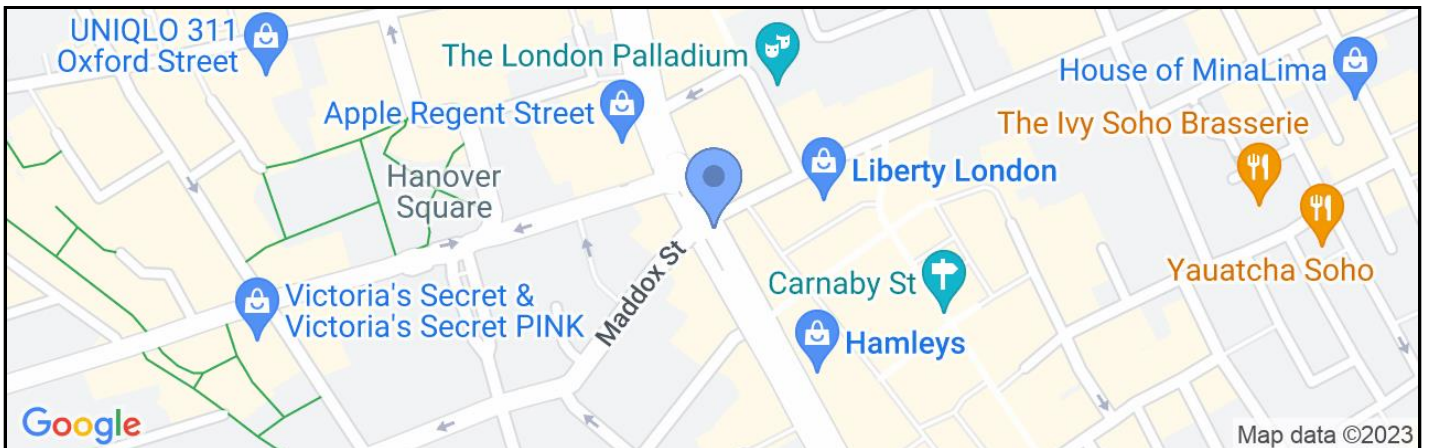 UNIQLO 311
Oxford Street
The London Palladium
House of MinaLima
Apple Regent Street
The Ivy Soho Brasserie
Hanover
Square
Liberty London
Yauatcha Soho
Maddox St
Carnaby St
Victoria's Secret &
Victoria's Secret PINK
Hamleys
Google
Map data ©2023